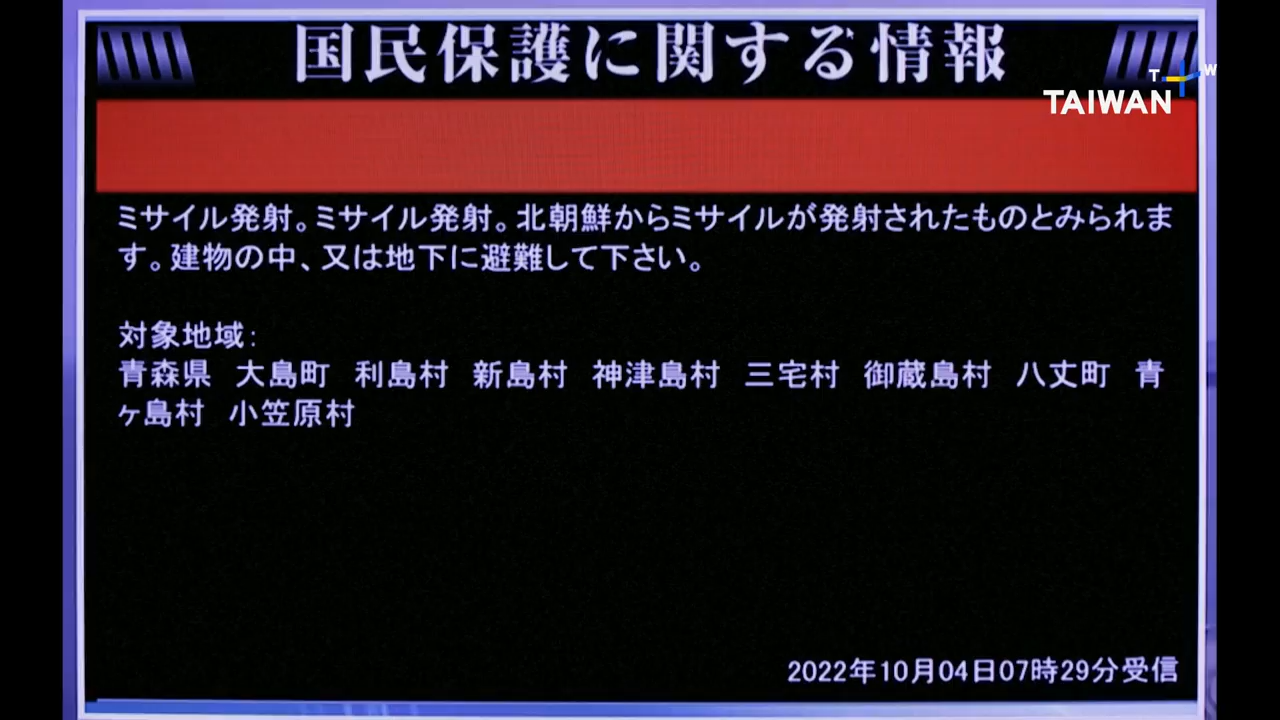 国民保護に関する情報
T W
TAIWAN
ミサイル発射。ミサイル発射。北朝鮮からミサイルが発射されたものとみられま
す。建物の中、又は地下に避難して下さい。
対象地域:
青森県 大島町 利島村 新島村 神津島村 三宅村 御蔵島村 八丈町 青
ヶ島村 小笠原村
2022年10月04日07時29分受信